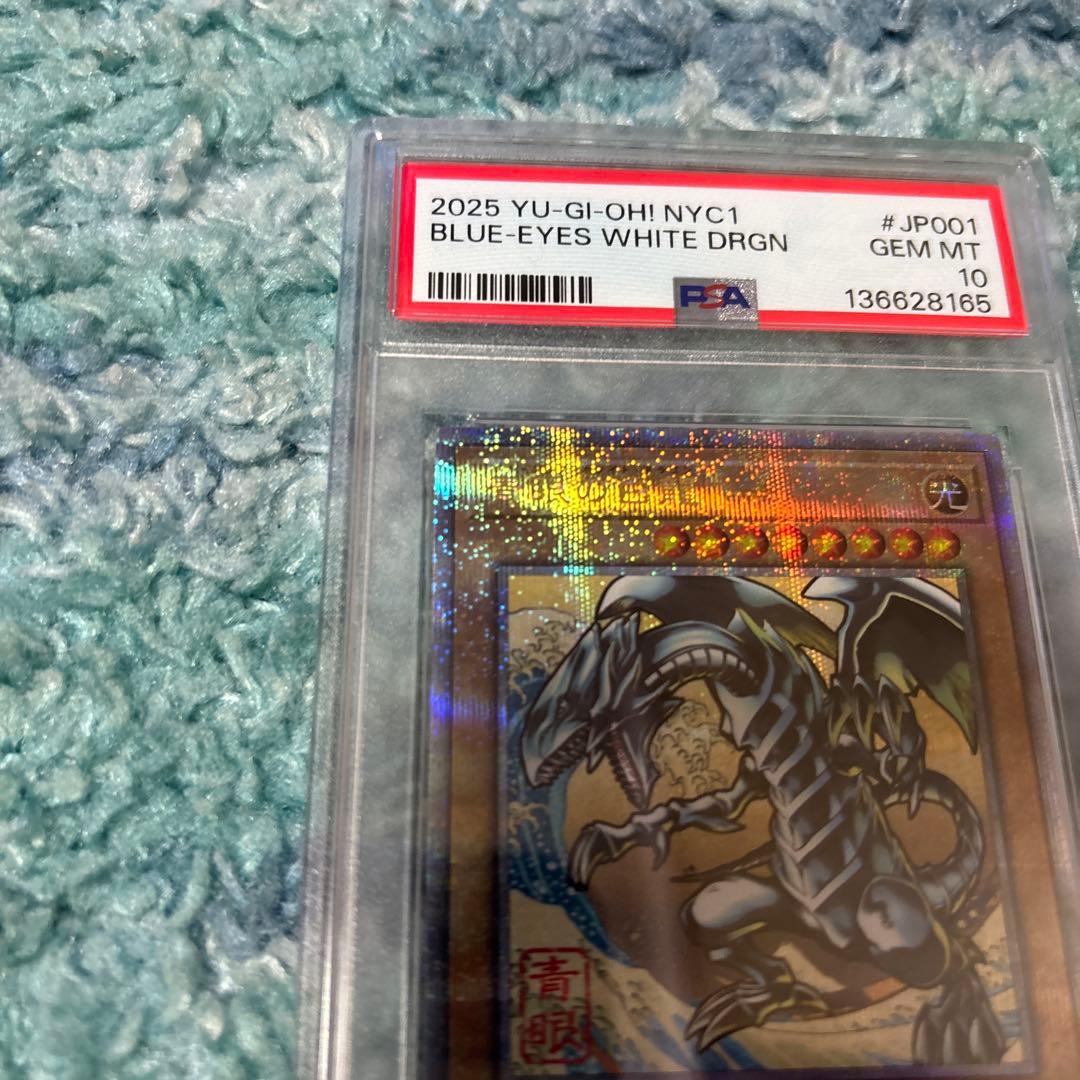 2025 YU-GI-OH! NYC1 #JP001
BLUE-EYES WHITE DRGN GEM MT
10
PSA 136628165
光
青
眼